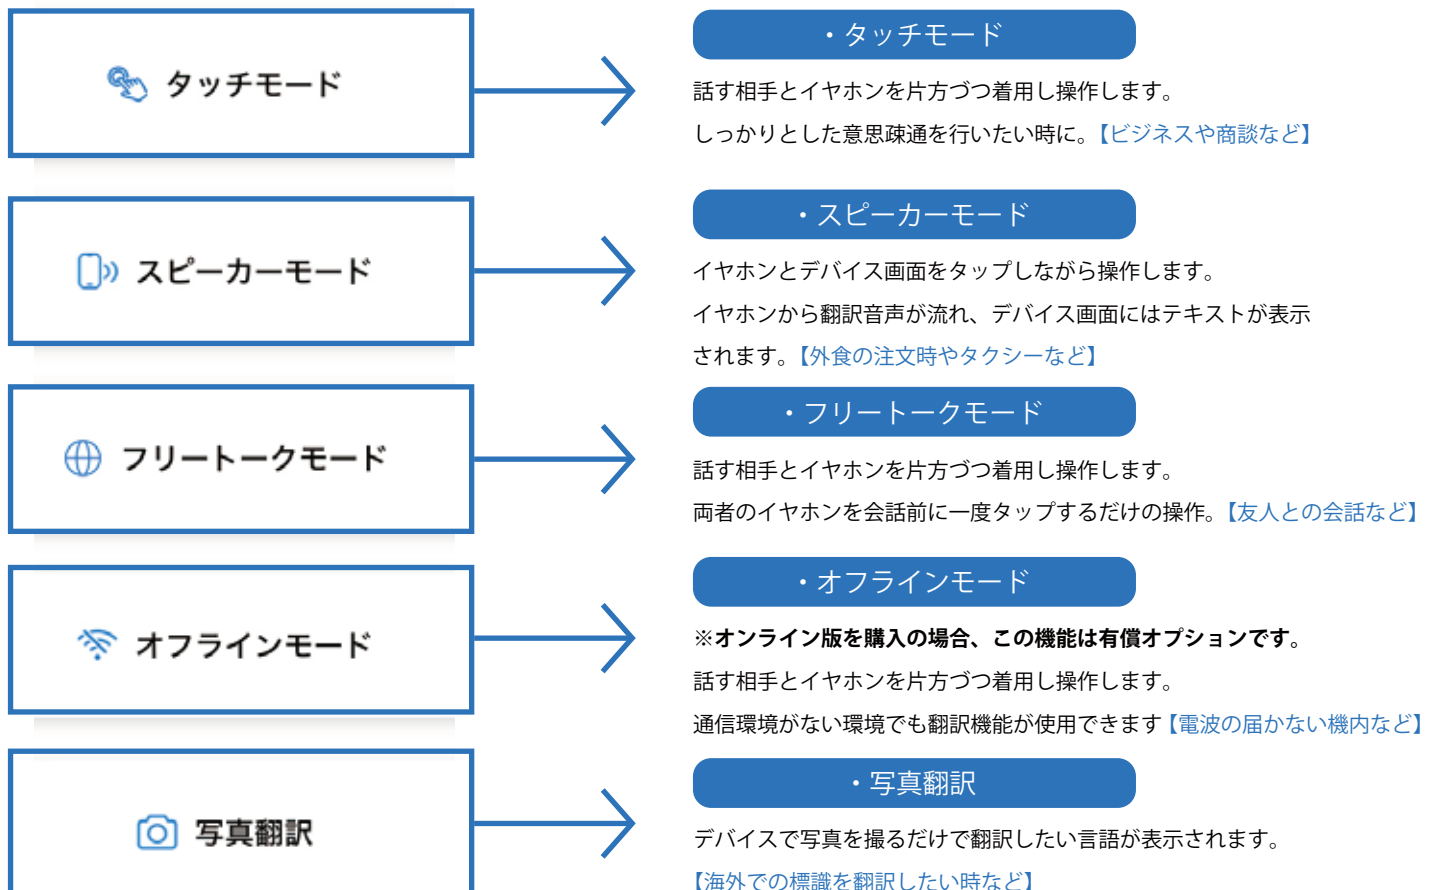 タッチモード
・タッチモード
話す相手とイヤホンを片方づつ着用し操作します。
しっかりとした意思疎通を行いたい時に。【ビジネスや商談など】
スピーカーモード
・スピーカーモード
イヤホンとデバイス画面をタップしながら操作します。
イヤホンから翻訳音声が流れ、デバイス画面にはテキストが表示
されます。【外食の注文時やタクシーなど】
フリートークモード
・フリートークモード
話す相手とイヤホンを片方づつ着用し操作します。
両者のイヤホンを会話前に一度タップするだけの操作。【友人との会話など】
オフラインモード
・オフラインモード
※オンライン版を購入の場合、この機能は有償オプションです。
話す相手とイヤホンを片方づつ着用し操作します。
通信環境がない環境でも翻訳機能が使用できます【電波の届かない機内など】
写真翻訳
・写真翻訳
デバイスで写真を撮るだけで翻訳したい言語が表示されます。
【海外での標識を翻訳したい時など】